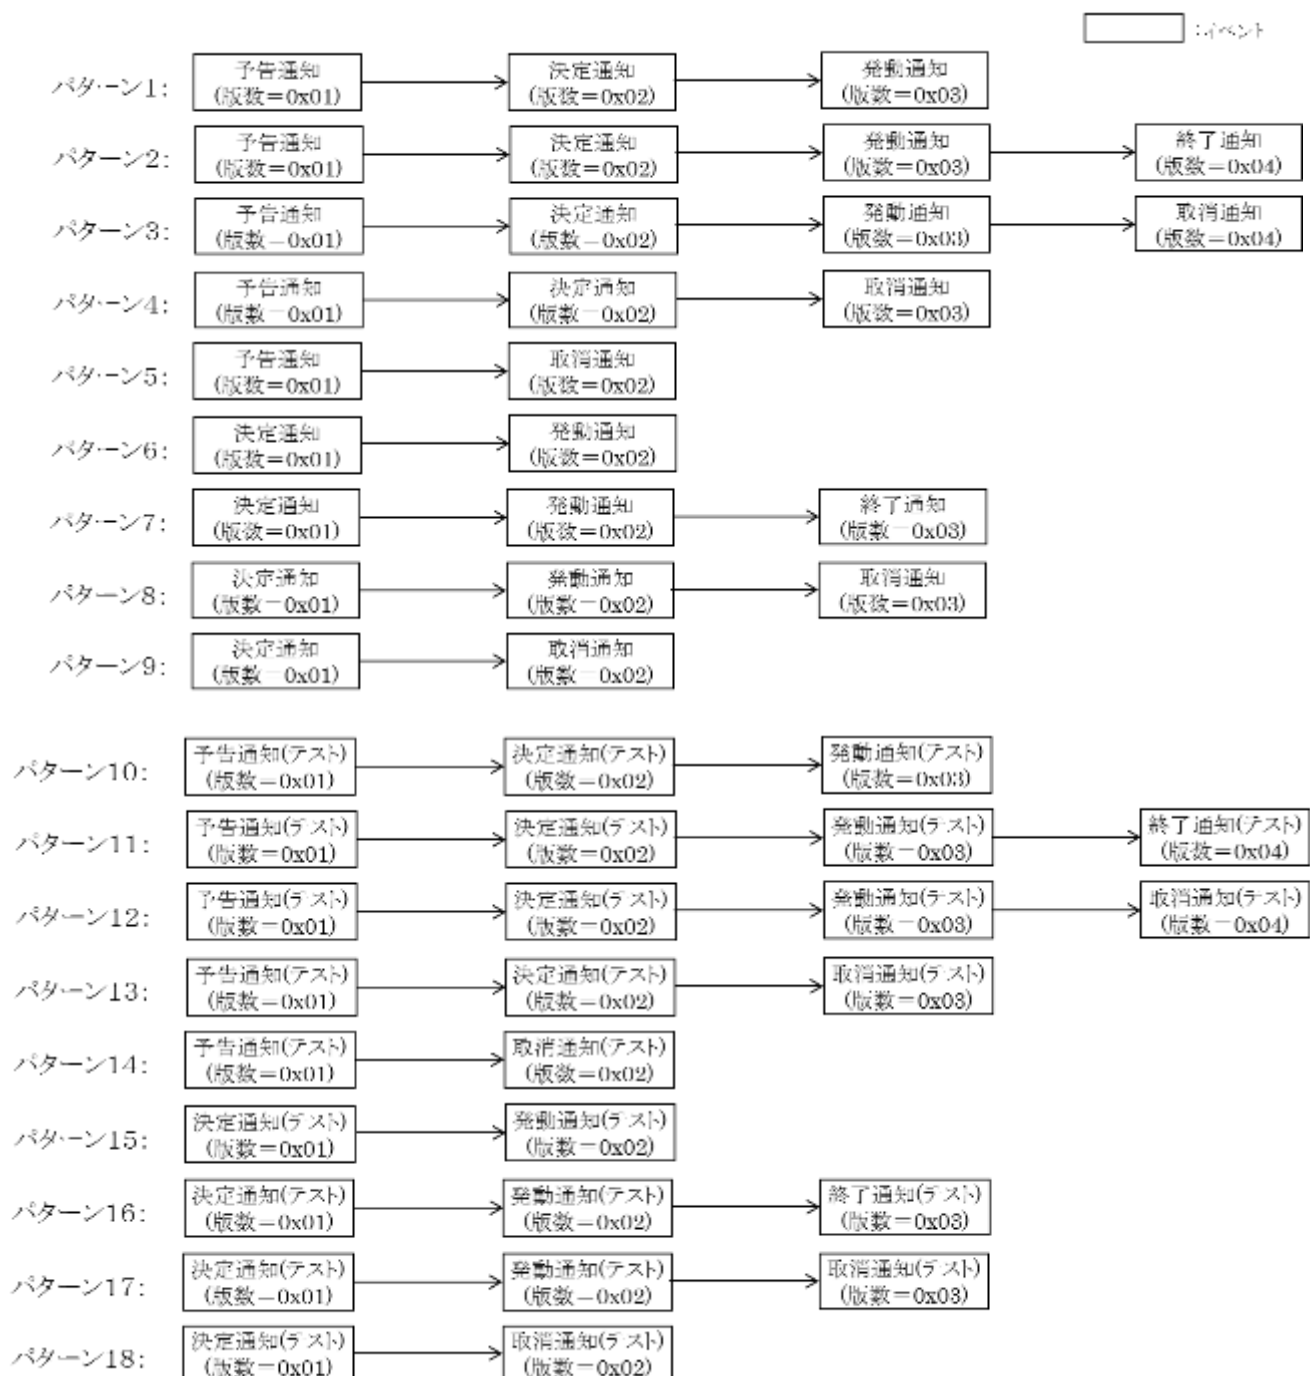 :イベント
パターン1: 予告通知 決定通知 発動通知
(版数=0x01) (版数=0x02) (版数=0x03)
パターン2: 予告通知 決定通知 発動通知 終了通知
(版数=0x01) (版数=0x02) (版数=0x03) (版数=0x04)
パターン3: 予告通知 決定通知 発動通知 取消通知
(版数=0x01) (版数=0x02) (版数=0x03) (版数=0x04)
パターン4: 予告通知 決定通知 取消通知
(版数=0x01) (版数=0x02) (版数=0x03)
パターン5: 予告通知 取消通知
(版数=0x01) (版数=0x02)
パターン6: 決定通知 発動通知
(版数=0x01) (版数=0x02)
パターン7: 決定通知 発動通知 終了通知
(版数=0x01) (版数=0x02) (版数=0x03)
パターン8: 決定通知 発動通知 取消通知
(版数=0x01) (版数=0x02) (版数=0x03)
パターン9: 決定通知 取消通知
(版数=0x01) (版数=0x02)
パターン10: 予告通知(テスト) 決定通知(テスト) 発動通知(テスト)
(版数=0x01) (版数=0x02) (版数=0x03)
パターン11: 予告通知(テスト) 決定通知(テスト) 発動通知(テスト) 終了通知(テスト)
(版数=0x01) (版数=0x02) (版数=0x03) (版数=0x04)
パターン12: 予告通知(テスト) 決定通知(テスト) 発動通知(テスト) 取消通知(テスト)
(版数=0x01) (版数=0x02) (版数=0x03) (版数=0x04)
パターン13: 予告通知(テスト) 決定通知(テスト) 取消通知(テスト)
(版数=0x01) (版数=0x02) (版数=0x03)
パターン14: 予告通知(テスト) 取消通知(テスト)
(版数=0x01) (版数=0x02)
パターン15: 決定通知(テスト) 発動通知(テスト)
(版数=0x01) (版数=0x02)
パターン16: 決定通知(テスト) 発動通知(テスト) 終了通知(テスト)
(版数=0x01) (版数=0x02) (版数=0x03)
パターン17: 決定通知(テスト) 発動通知(テスト) 取消通知(テスト)
(版数=0x01) (版数=0x02) (版数=0x03)
パターン18: 決定通知(テスト) 取消通知(テスト)
(版数=0x01) (版数=0x02)